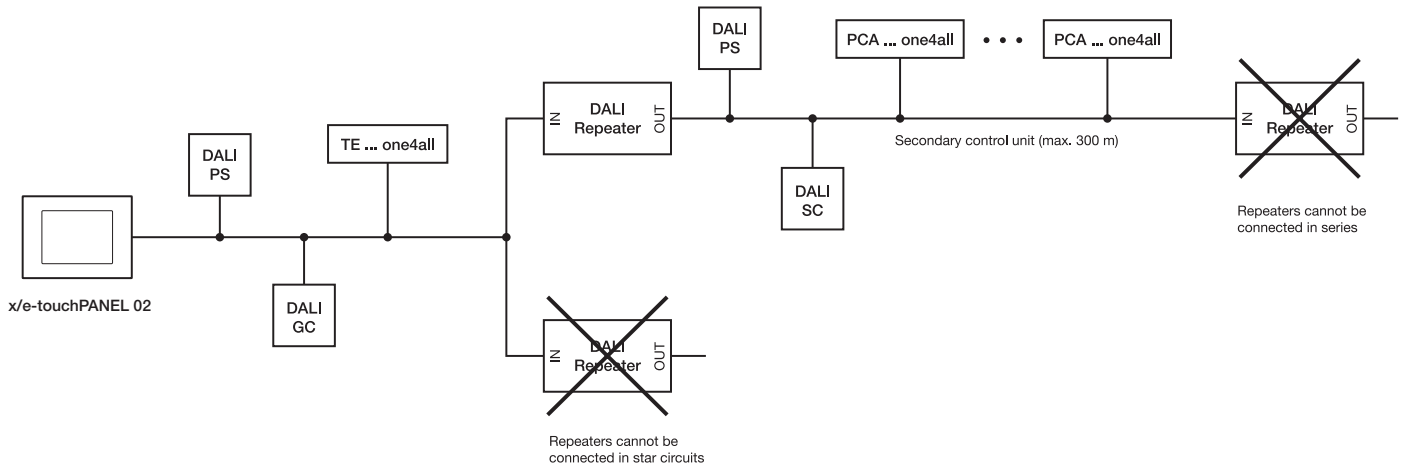 DALI
PS
PCA ... one4all
• • •
PCA ... one4all
IN
DALI
Repeater
OUT
IN
DALI
Repeater
OUT
TE ... one4all
DALI
PS
Secondary control unit (max. 300 m)
DALI
SC
Repeaters cannot be
connected in series
x/e-touchPANEL 02
DALI
GC
IN
DALI
Repeater
OUT
Repeaters cannot be
connected in star circuits